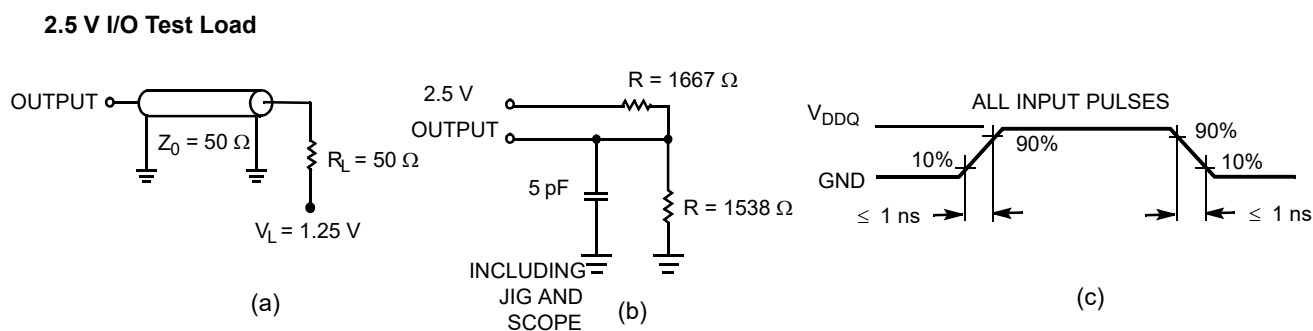 2.5 V I/O Test Load
OUTPUT
Z0 = 50 Ω
RL = 50 Ω
VL = 1.25 V
(a)
R = 1667 Ω
2.5 V
OUTPUT
5 pF
R = 1538 Ω
INCLUDING
JIG AND
SCOPE
(b)
ALL INPUT PULSES
VDDQ
GND
10%
90%
90%
10%
≤ 1 ns
≤ 1 ns
(c)